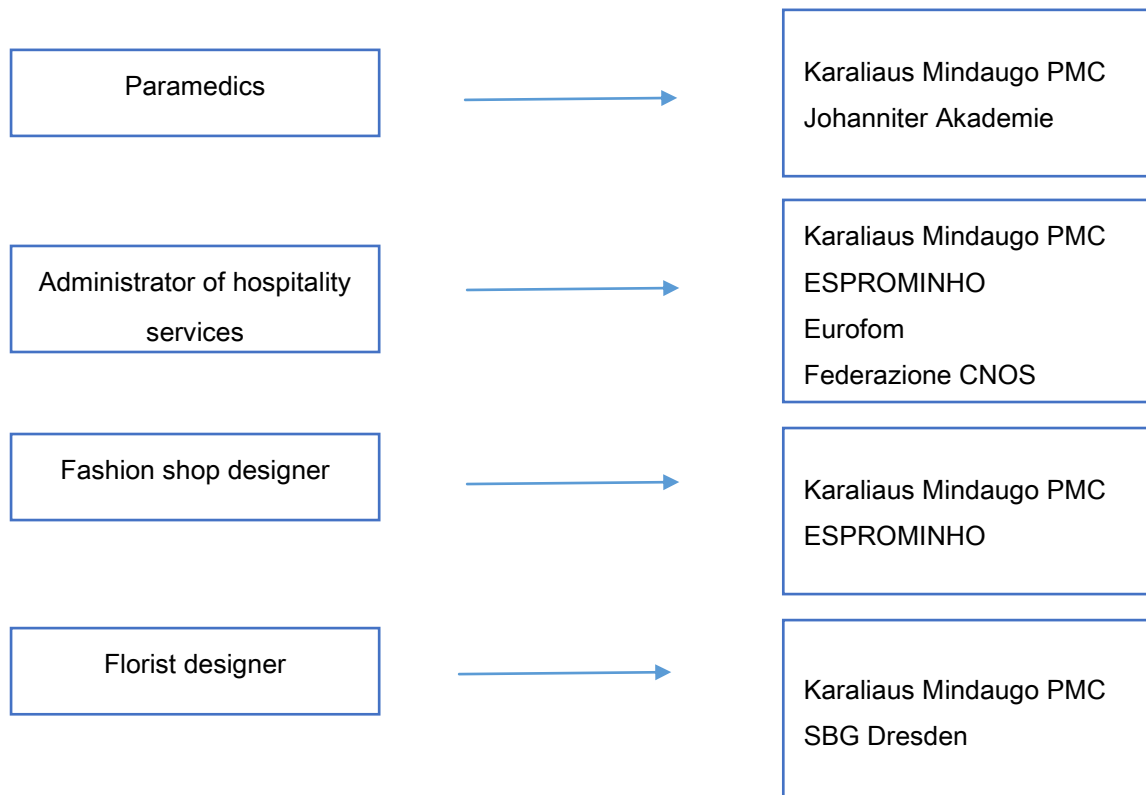 Paramedics
Karaliaus Mindaugo PMC
Johanniter Akademie
Administrator of hospitality
services
Karaliaus Mindaugo PMC
ESPROMINHO
Eurofom
Federazione CNOS
Fashion shop designer
Karaliaus Mindaugo PMC
ESPROMINHO
Florist designer
Karaliaus Mindaugo PMC
SBG Dresden